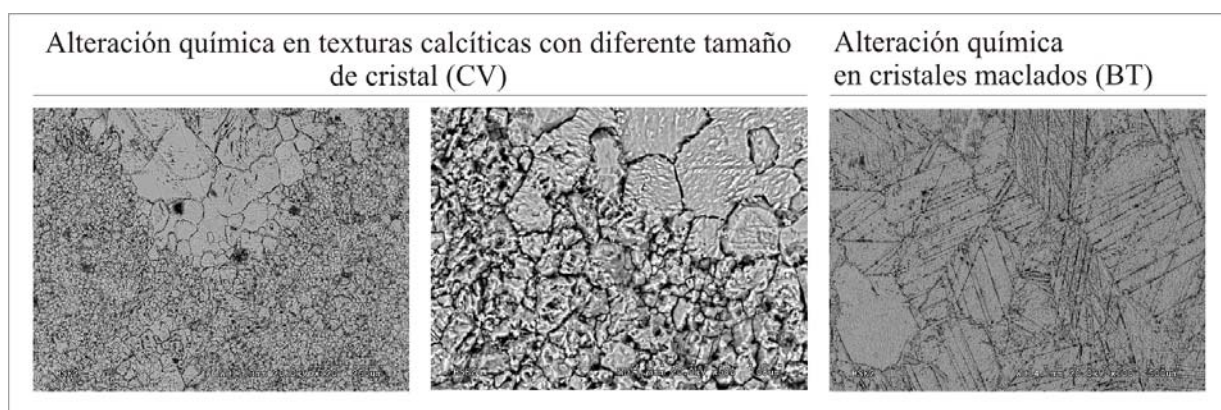 Alteración química en texturas calcíticas con diferente tamaño
de cristal (CV)
Alteración química
en cristales maclados (BT)